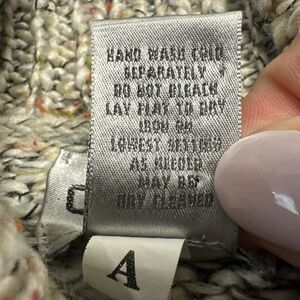 HAND WASH COLD
SEPARATELY
DO NOT BLEACH
LAY FLAT TO DRY
IRON ON
LOWEST SETTING
AS NEEDED
MAY BE
DRY CLEANED
A